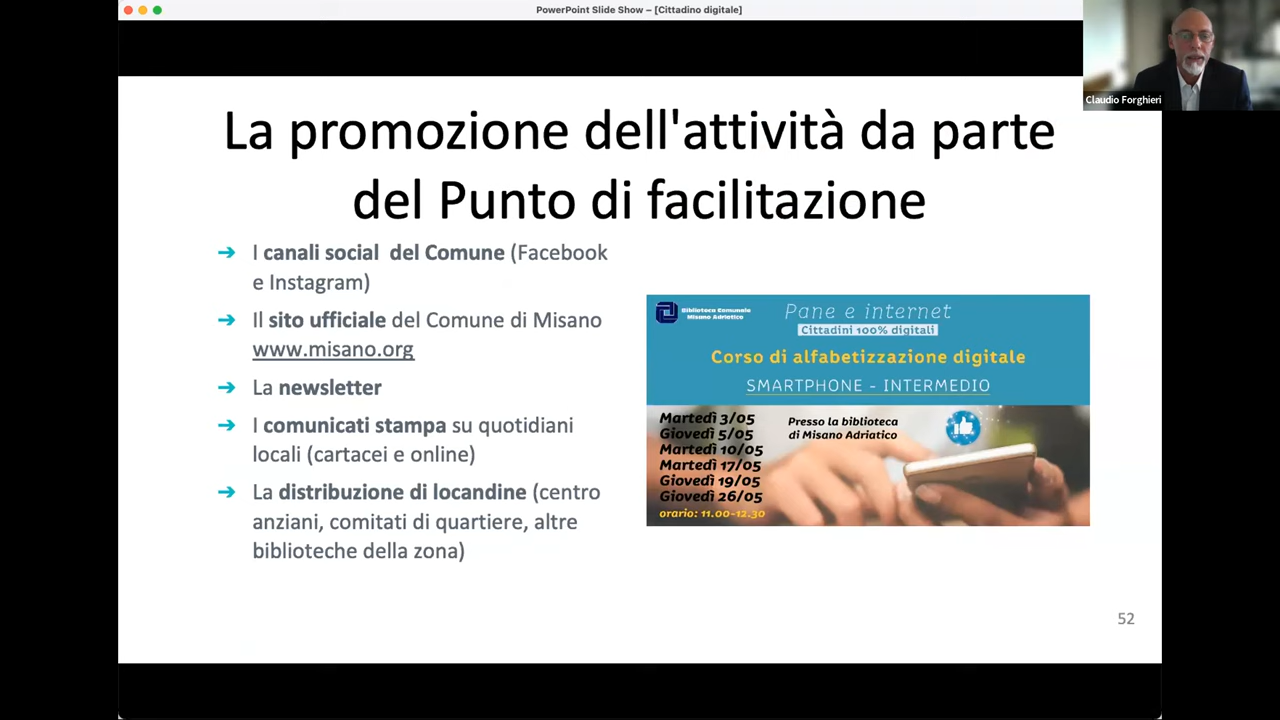 PowerPoint Slide Show – [Cittadino digitale]
Claudio Forghieri
La promozione dell'attività da parte
del Punto di facilitazione
➔ I canali social del Comune (Facebook
e Instagram)
➔ Il sito ufficiale del Comune di Misano
www.misano.org
➔ La newsletter
➔ I comunicati stampa su quotidiani
locali (cartacei e online)
➔ La distribuzione di locandine (centro
anziani, comitati di quartiere, altre
biblioteche della zona)
Biblioteca Comunale
Misano Adriatico
Pane e internet
Cittadini 100% digitali
Corso di alfabetizzazione digitale
SMARTPHONE - INTERMEDIO
Martedì 3/05
Giovedì 5/05
Martedì 10/05
Martedì 17/05
Giovedì 19/05
Giovedì 26/05
orario: 11.00-12.30
Presso la biblioteca
di Misano Adriatico
52